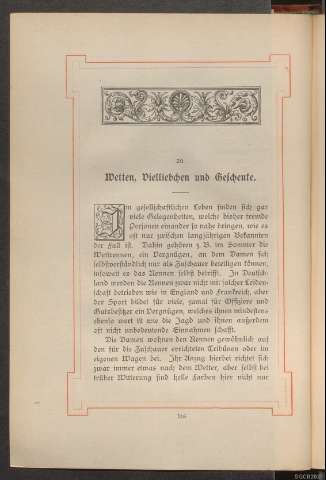 20
Wetten, Vielliebchen und Geschenke.
Im gesellschaftlichen Leben finden sich gar
viele Gelegenheiten, welche bisher fremde
Personen einander so nahe bringen, wie es
oft nur zwischen langjährigen Bekannten
der Fall ist. Dahin gehören z. B. im Sommer die
Wettrennen, ein Vergnügen, an dem Damen sich
selbstverständlich nur als Zuschauer beteiligen können,
insoweit es das Rennen selbst betrifft. In Deutsch-
land werden die Rennen zwar nicht mit solcher Leiden-
schaft betrieben wie in England und Frankreich, aber
der Sport bildet für viele, zumal für Offiziere und
Gutsbesitzer ein Vergnügen, welches ihnen mindestens
ebenso wert is wie die Jagd und ihnen außerdem
oft nicht unbedeutende Einnahmen schafft.
Die Damen wohnen den Rennen gewöhnlich auf
den für die Zuschauer errichteten Tribünen oder im
eigenen Wagen bei. Ihr Anzug hierbei richtet sich
zwar immer etwas nach dem Wetter, aber selbst bei
trüber Witterung sind helle Farben hier nicht nur